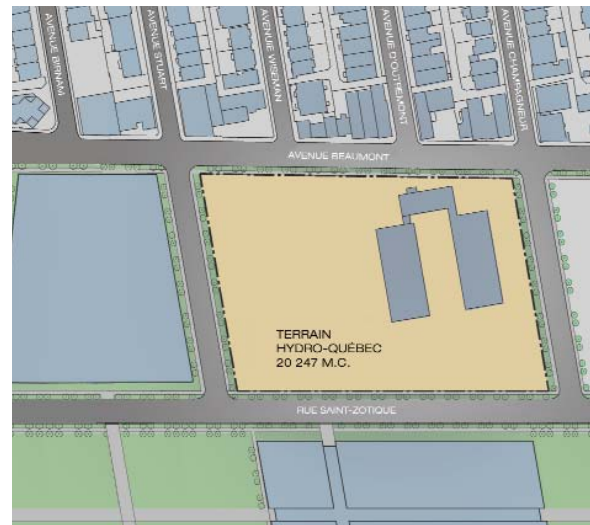 AVENUE BIRNAM
AVENUE STUART
AVENUE WISEMAN
AVENUE D'OUTREMONT
AVENUE CHAMPAGNEUR
AVENUE BEAUMONT
TERRAIN
HYDRO-QUÉBEC
20 247 M.C.
RUE SAINT-ZOTIQUE